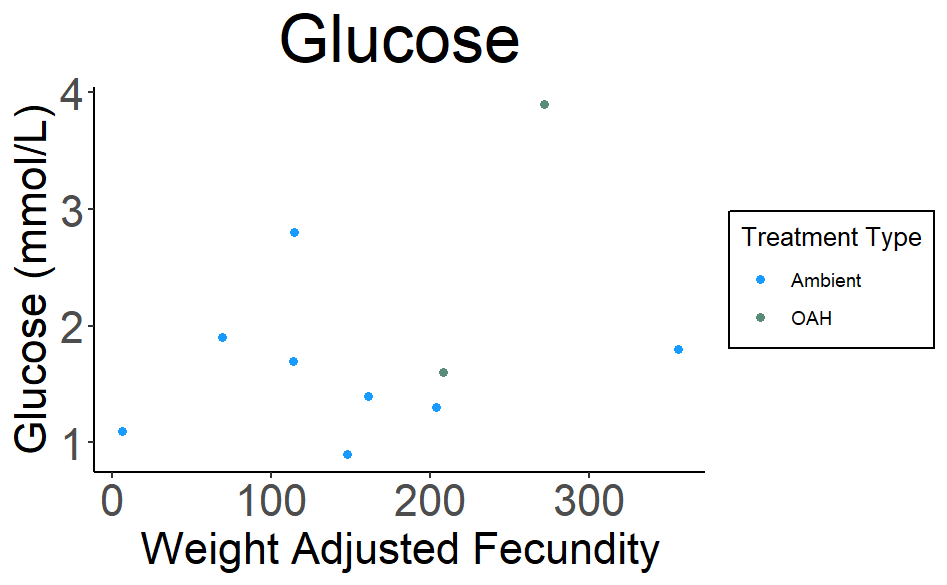 Glucose
Glucose (mmol/L)
4
3
2
1
0 100 200 300
Weight Adjusted Fecundity
Treatment Type
Ambient
OAH